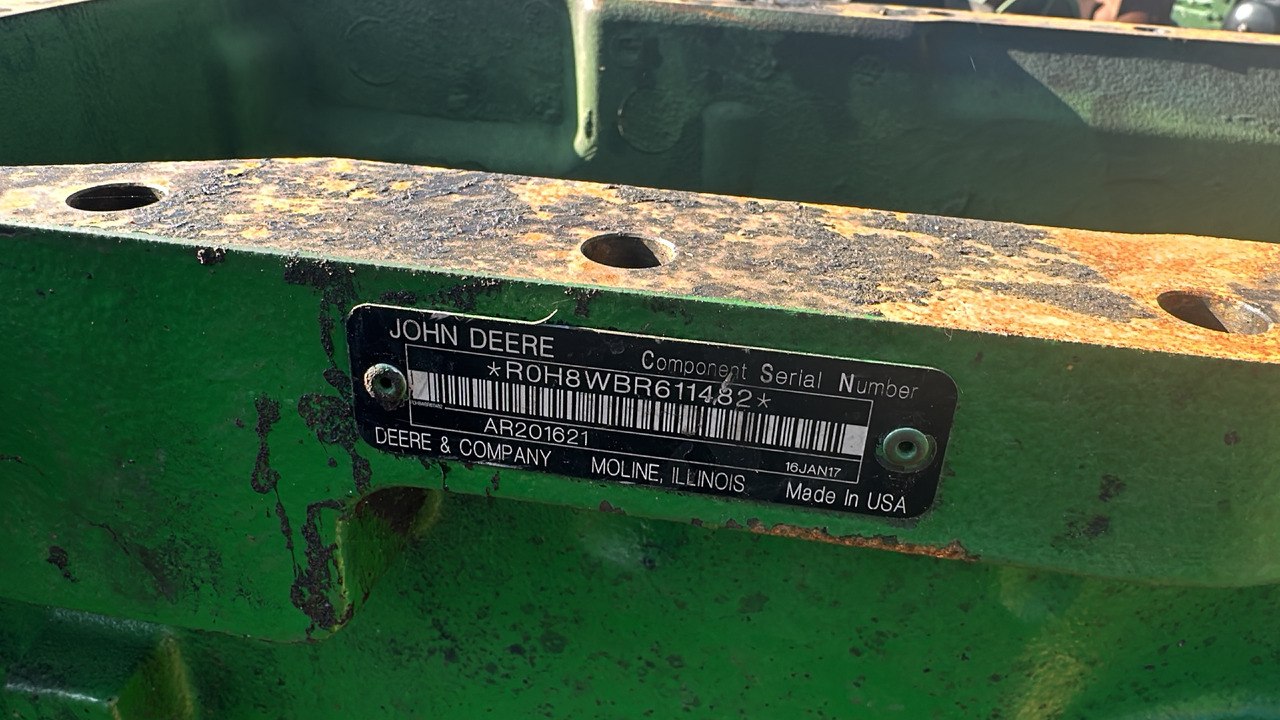 JOHN DEERE
Component Serial Number
*R0H8WBR611482*
AR201621
16JAN17
DEERE & COMPANY MOLINE, ILLINOIS Made In USA